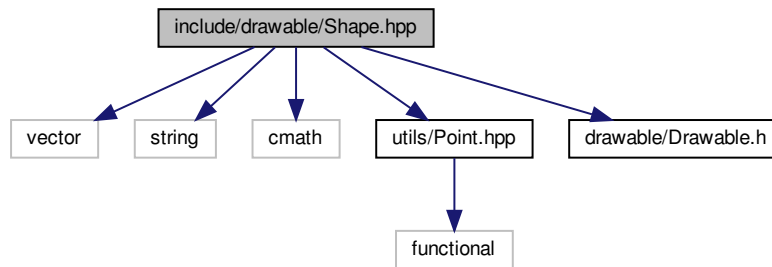 include/drawable/Shape.hpp
vector
string
cmath
utils/Point.hpp
drawable/Drawable.h
functional